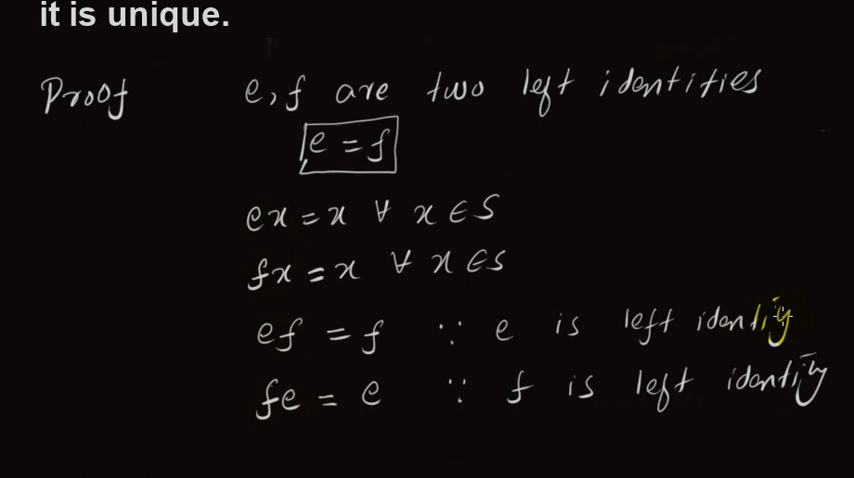 it is unique.
Proof e, f are two left identities
e = f
ex = x ∀ x ∈ S
fx = x ∀ x ∈ S
ef = f ∵ e is left identity
fe = e ∵ f is left identity